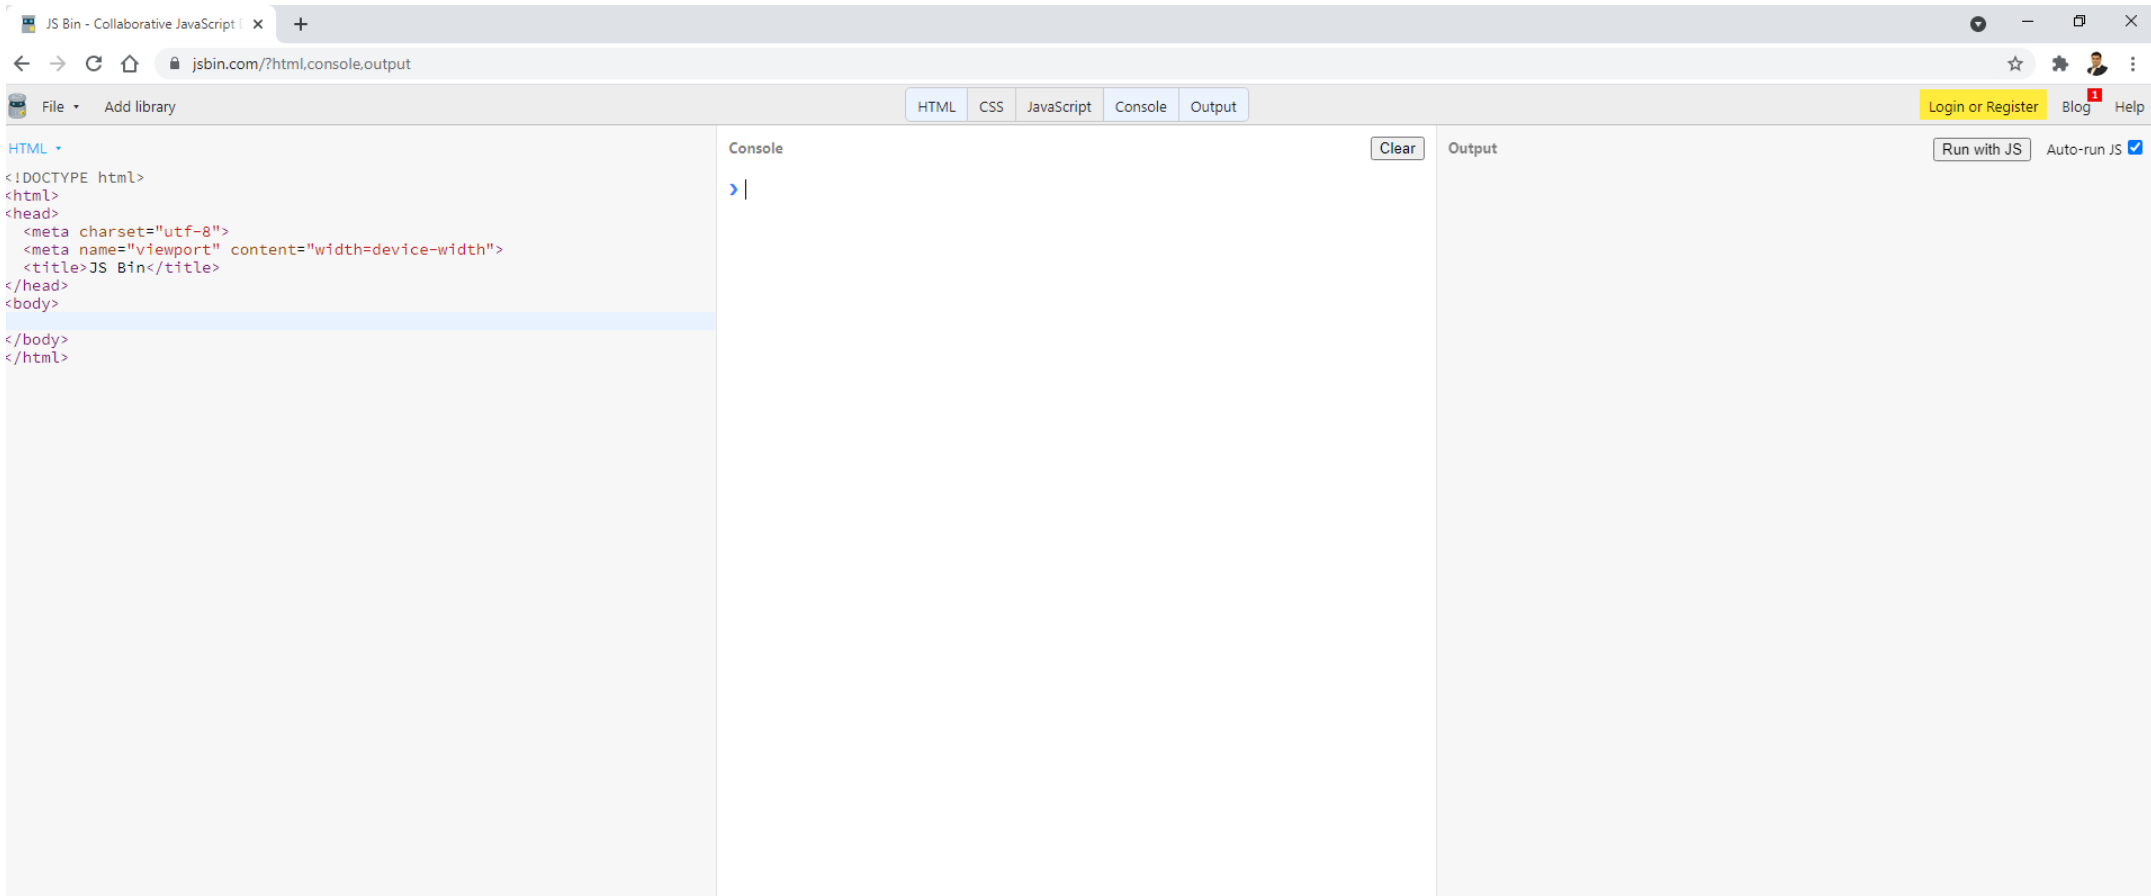 JS Bin - Collaborative JavaScript
jsbin.com/?html,console,output
File Add library HTML CSS JavaScript Console Output Login or Register Blog 1 Help
HTML Console Clear Output Run with JS Auto-run JS
<!DOCTYPE html>
<html>
<head>
<meta charset="utf-8">
<meta name="viewport" content="width=device-width">
<title>JS Bin</title>
</head>
<body>
</body>
</html>